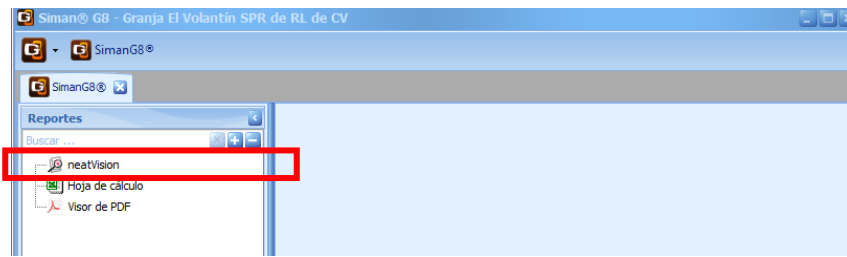 Siman® G8 - Granja El Volantín SPR de RL de CV
SimanG8®
SimanG8®
Reportes
Buscar ...
neatVision
Hoja de cálculo
Visor de PDF